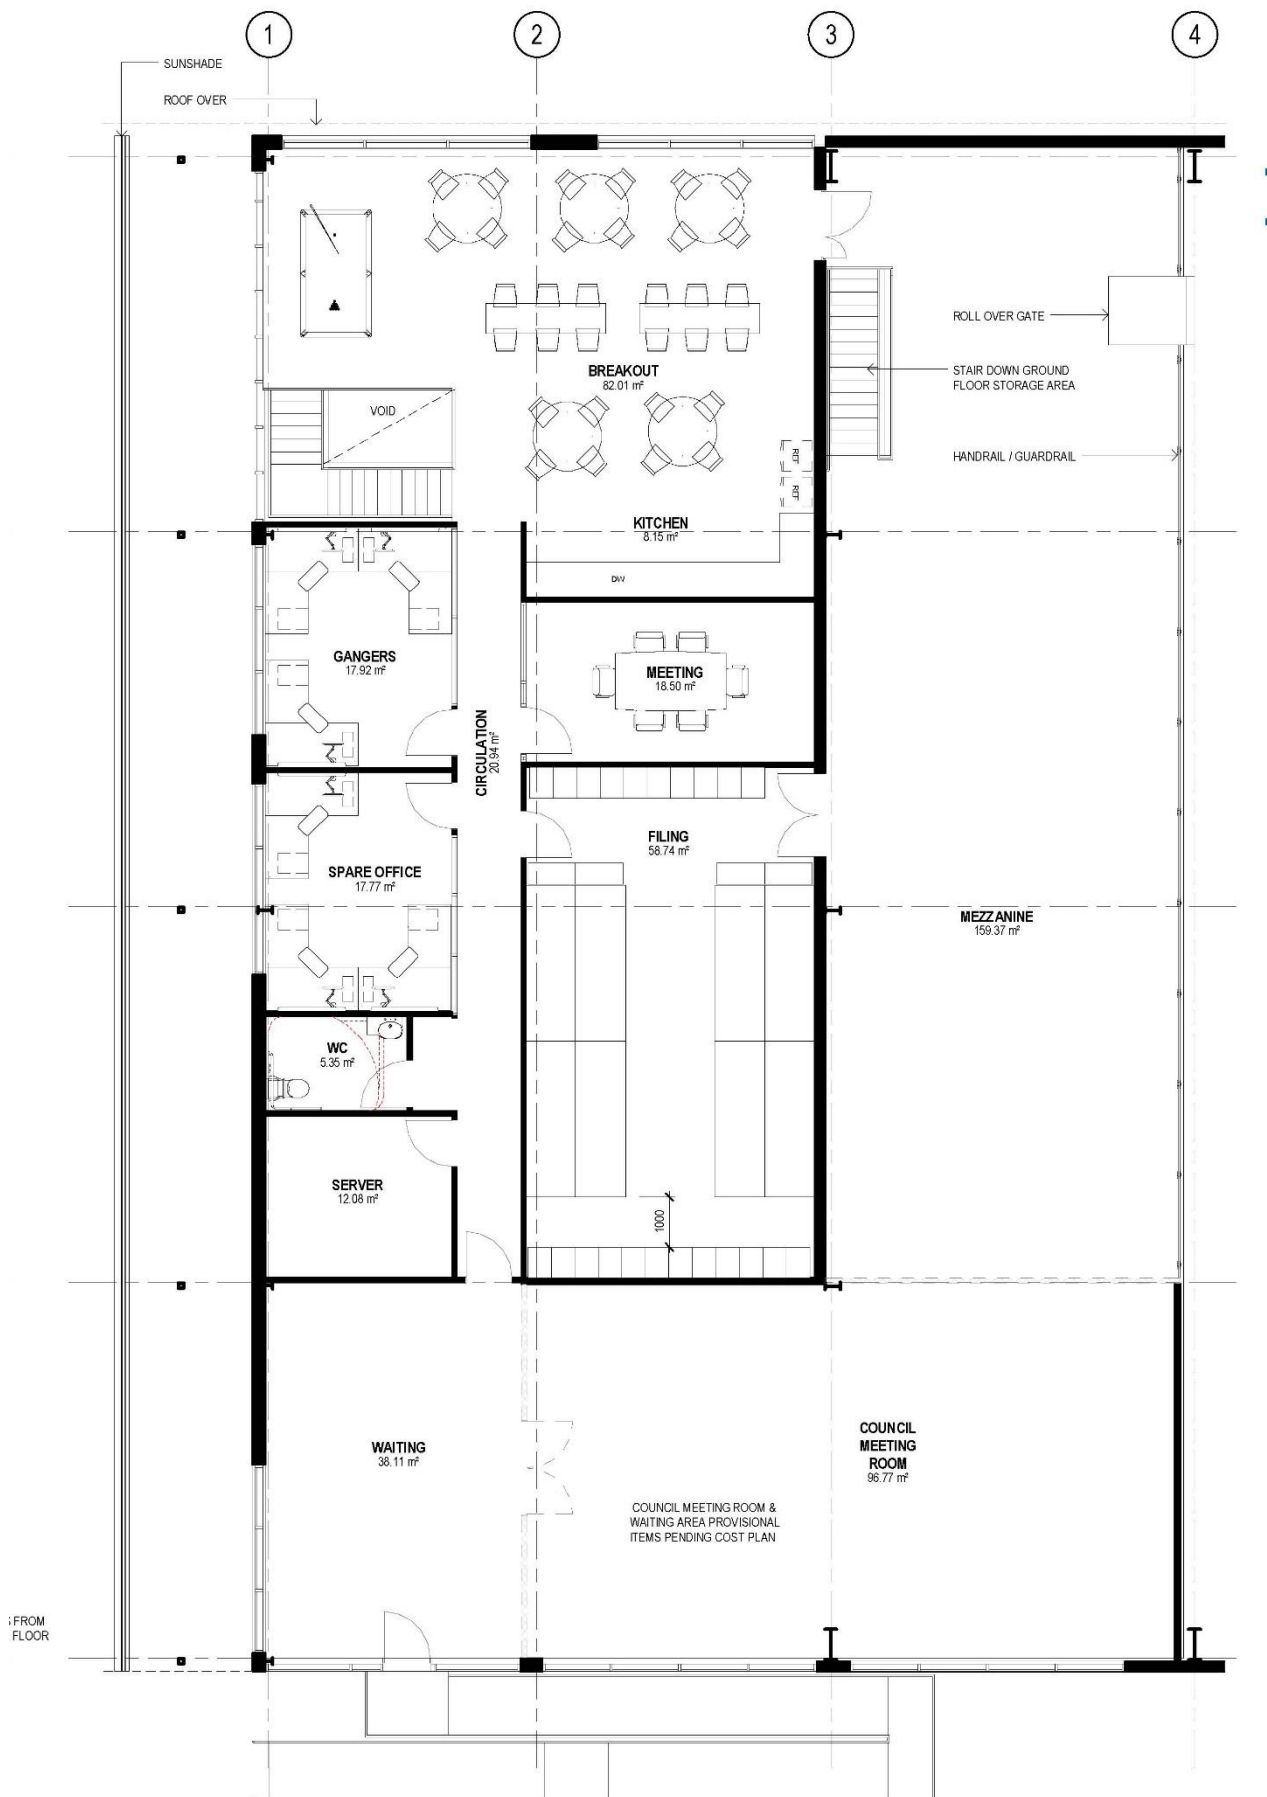 1
2
3
4
SUNSHADE
ROOF OVER
ROLL OVER GATE
BREAKOUT
82.01 m²
STAIR DOWN GROUND
FLOOR STORAGE AREA
VOID
HANDRAIL / GUARDRAIL
REF
REF
KITCHEN
8.15 m²
DW
GANGERS
17.92 m²
MEETING
18.50 m²
CIRCULATION
20.94 m²
FILING
58.74 m²
SPARE OFFICE
17.77 m²
MEZZANINE
159.37 m²
WC
5.35 m²
SERVER
12.08 m²
1000
WAITING
38.11 m²
COUNCIL
MEETING
ROOM
96.77 m²
COUNCIL MEETING ROOM &
WAITING AREA PROVISIONAL
ITEMS PENDING COST PLAN
FROM
FLOOR